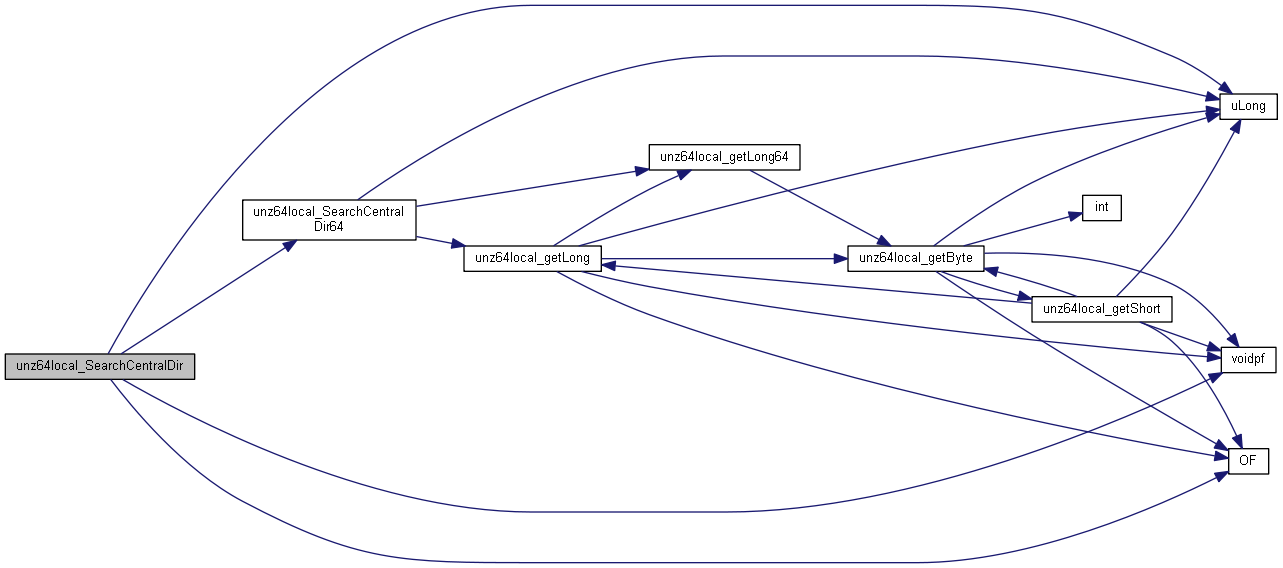 uLong
unz64local_getLong64
int
unz64local_SearchCentral
Dir64
unz64local_getLong
unz64local_getByte
unz64local_getShort
unz64local_SearchCentralDir
voidpf
OF